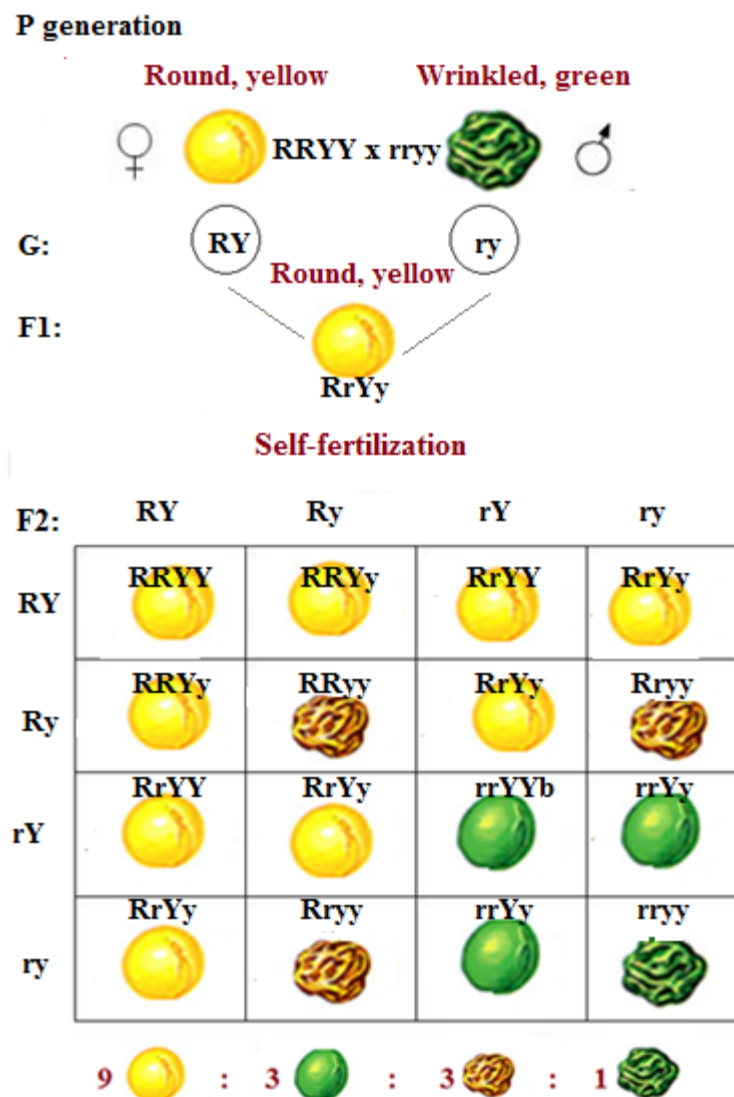 P generation
Round, yellow Wrinkled, green
RRYY x rryy
G: RY ry
Round, yellow
F1:
RrYy
Self-fertilization
F2: RY Ry rY ry
RY RRYY RRYy RrYY RrYy
Ry RRYy RRyy RrYy Rryy
rY RrYY RrYy rrYYb rrYy
ry RrYy Rryy rrYy rryy
9 : 3 : 3 : 1